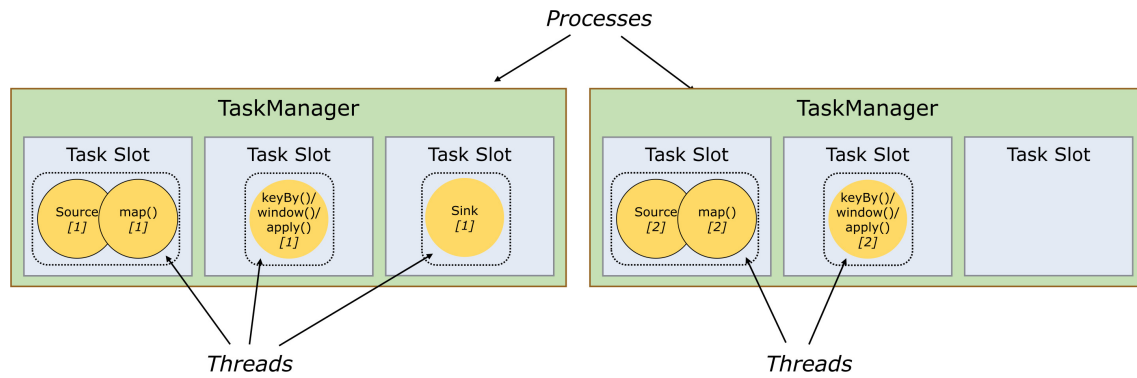 Processes
TaskManager
Task Slot
Source
[1]
map()
[1]
Task Slot
keyBy()/
window()/
apply()
[1]
Task Slot
Sink
[1]
TaskManager
Task Slot
Source
[2]
map()
[2]
Task Slot
keyBy()/
window()/
apply()
[2]
Task Slot
Threads
Threads